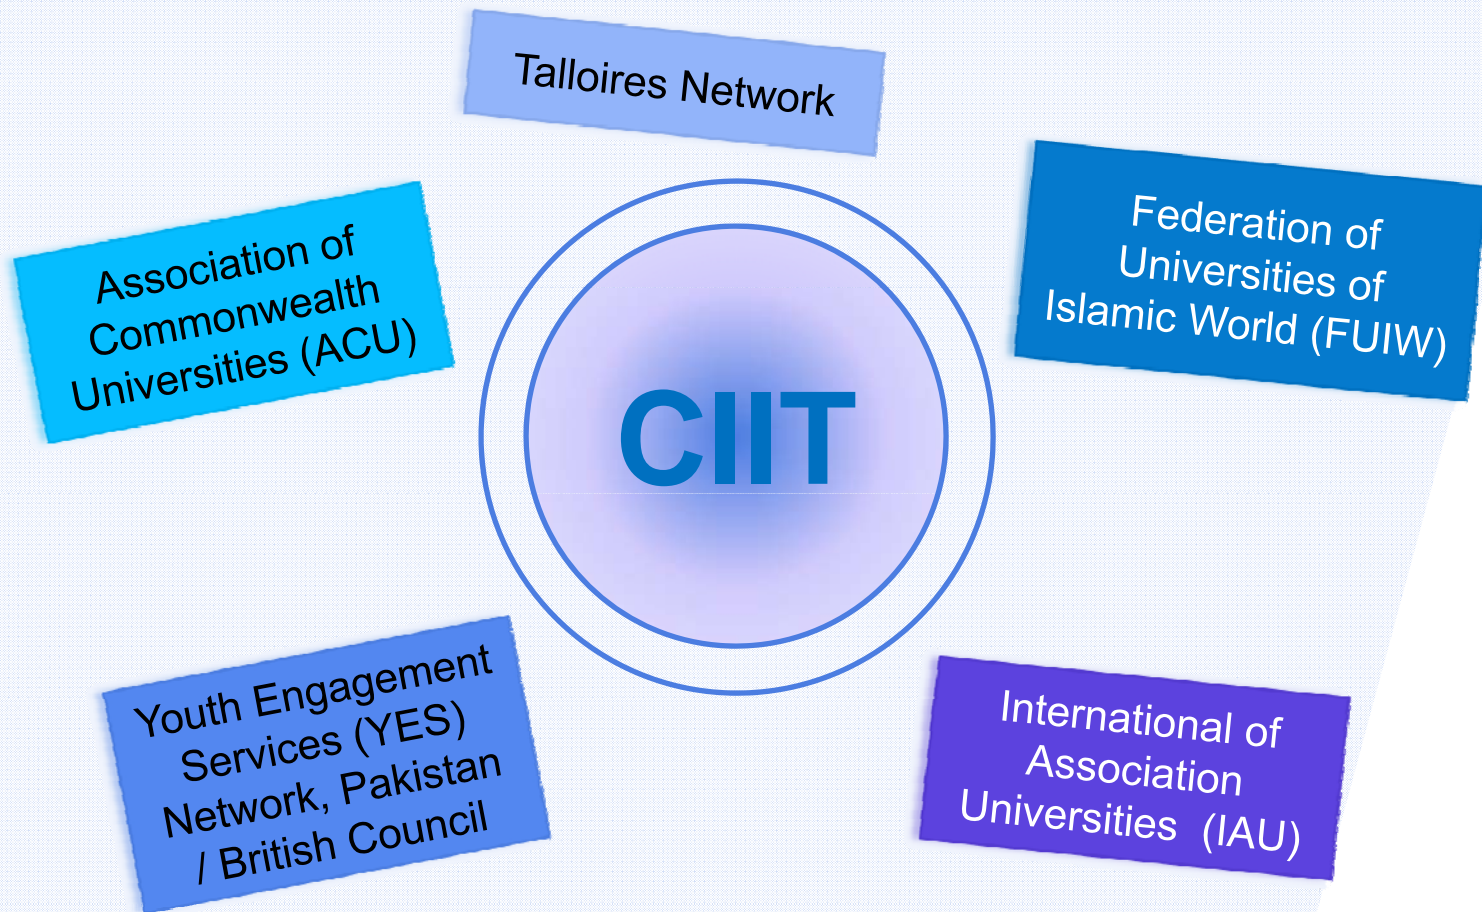 Talloires Network
Association of
Commonwealth
Universities (ACU)
Federation of
Universities of
Islamic World (FUIW)
CIIT
Youth Engagement
Services (YES)
Network, Pakistan
/ British Council
International of
Association
Universities (IAU)